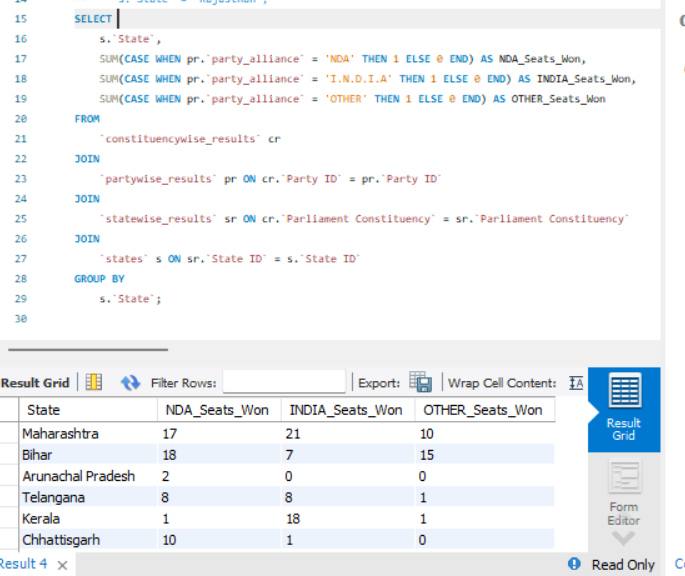 14 s.`State` = 'Rajasthan';
15 SELECT
16 s.`State`,
17 SUM(CASE WHEN pr.`party_alliance` = 'NDA' THEN 1 ELSE 0 END) AS NDA_Seats_Won,
18 SUM(CASE WHEN pr.`party_alliance` = 'I.N.D.I.A' THEN 1 ELSE 0 END) AS INDIA_Seats_Won,
19 SUM(CASE WHEN pr.`party_alliance` = 'OTHER' THEN 1 ELSE 0 END) AS OTHER_Seats_Won
20 FROM
21 `constituencywise_results` cr
22 JOIN
23 `partywise_results` pr ON cr.`Party ID` = pr.`Party ID`
24 JOIN
25 `statewise_results` sr ON cr.`Parliament Constituency` = sr.`Parliament Constituency`
26 JOIN
27 `states` s ON sr.`State ID` = s.`State ID`
28 GROUP BY
29 s.`State`;
30
Result Grid Filter Rows: Export: Wrap Cell Content:
State NDA_Seats_Won INDIA_Seats_Won OTHER_Seats_Won
Maharashtra 17 21 10
Bihar 18 7 15
Arunachal Pradesh 2 0 0
Telangana 8 8 1
Kerala 1 18 1
Chhattisgarh 10 1 0
Result
Grid
Form
Editor
Result 4 Read Only